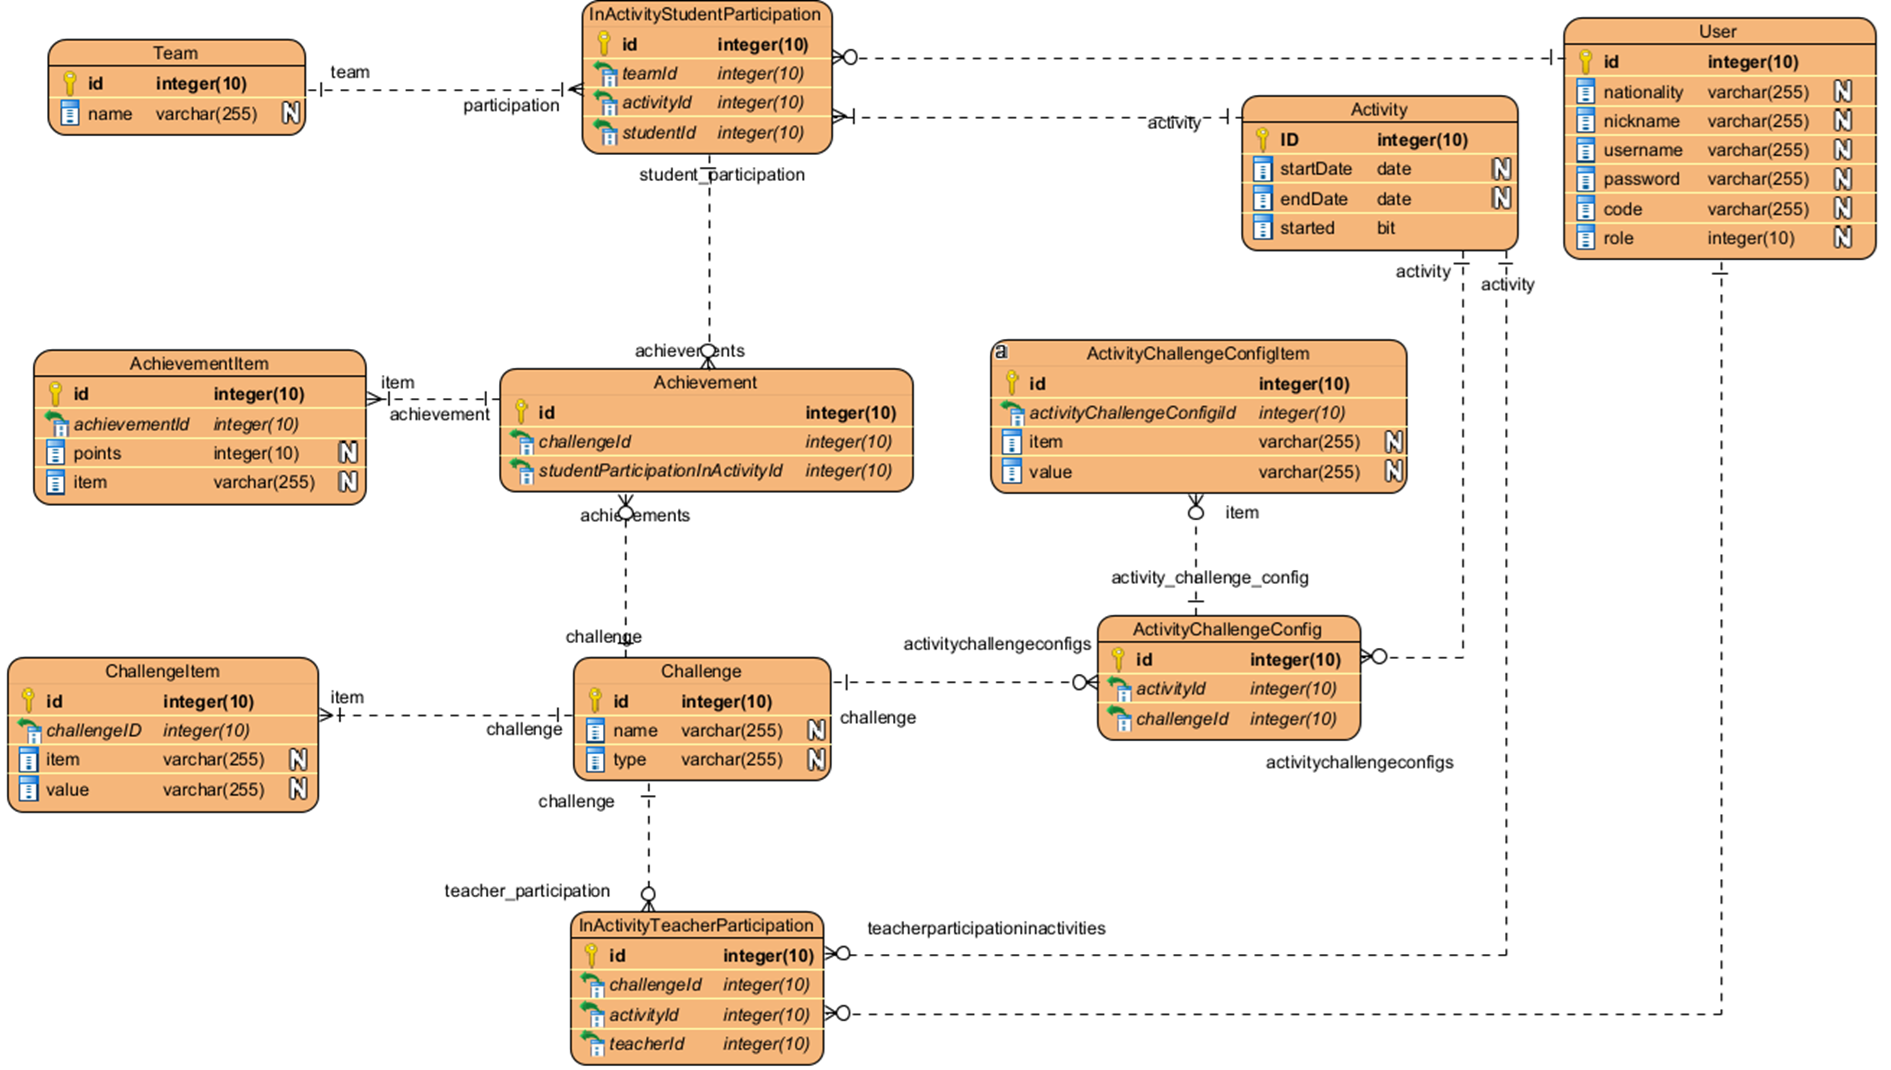 InActivityStudentParticipation
id integer(10)
teamId integer(10)
activityId integer(10)
studentId integer(10)
Team
id integer(10)
name varchar(255) N
team
participation
User
id integer(10)
nationality varchar(255) N
nickname varchar(255) N
username varchar(255) N
password varchar(255) N
code varchar(255) N
role integer(10) N
Activity
ID integer(10)
startDate date N
endDate date N
started bit
activity
student_participation
achievements
activity
activity
AchievementItem
id integer(10)
achievementId integer(10)
points integer(10) N
item varchar(255) N
item
achievement
Achievement
id integer(10)
challengeId integer(10)
studentParticipationInActivityId integer(10)
a
ActivityChallengeConfigItem
id integer(10)
activityChallengeConfigiId integer(10)
item varchar(255) N
value varchar(255) N
achievements
item
activity_challenge_config
challenge
activitychallengeconfigs
ActivityChallengeConfig
id integer(10)
activityId integer(10)
challengeId integer(10)
ChallengeItem
id integer(10)
challengeID integer(10)
item varchar(255) N
value varchar(255) N
item
challenge
Challenge
id integer(10)
name varchar(255) N
type varchar(255) N
challenge
activitychallengeconfigs
challenge
teacher_participation
InActivityTeacherParticipation
id integer(10)
challengeId integer(10)
activityId integer(10)
teacherId integer(10)
teacherparticipationinactivities